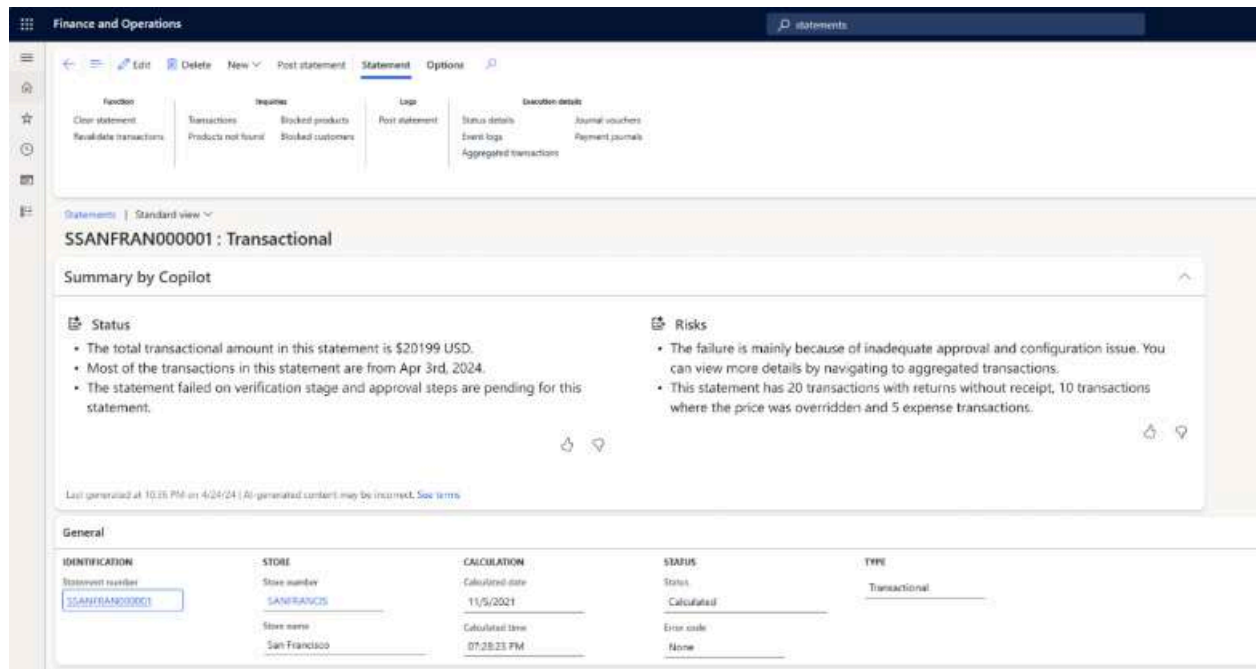 Finance and Operations
statements
Edit Delete New Post statement Statement Options
Function Inquiries Logs Execution details
Clear statement Transactions Blocked products Post statement Status details Journal vouchers
Revalidate transactions Products not found Blocked customers Event logs Payment journals
Aggregated transactions
Statements | Standard view
SSANFRAN000001 : Transactional
Summary by Copilot
Status
• The total transactional amount in this statement is $20199 USD.
• Most of the transactions in this statement are from Apr 3rd, 2024.
• The statement failed on verification stage and approval steps are pending for this
statement.
Risks
• The failure is mainly because of inadequate approval and configuration issue. You
can view more details by navigating to aggregated transactions.
• This statement has 20 transactions with returns without receipt, 10 transactions
where the price was overridden and 5 expense transactions.
Last generated at 10:36 PM on 4/24/24 | AI-generated content may be incorrect. See terms
General
IDENTIFICATION STORE CALCULATION STATUS TYPE
Statement number Store number Calculated date Status
SSANFRAN000001 SANFRANCIS 11/5/2021 Calculated Transactional
Store name Calculated time Error code
San Francisco 07:28:23 PM None